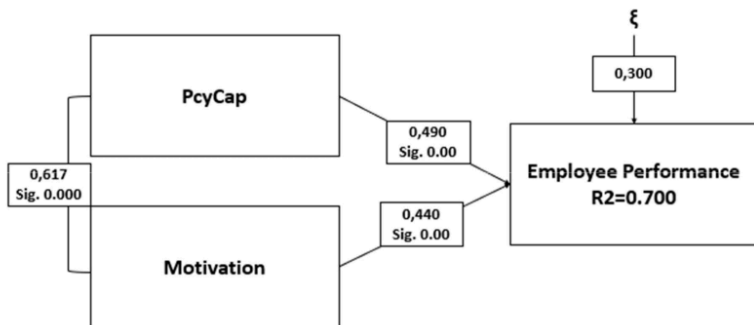 ξ
0,300
PcyCap
0,490
Sig. 0.00
Employee Performance
R2=0.700
0,617
Sig. 0.000
0,440
Sig. 0.00
Motivation